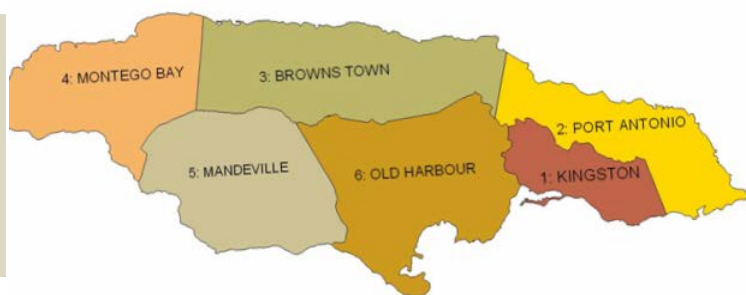 4: MONTEGO BAY
3: BROWNS TOWN
2: PORT ANTONIO
5: MANDEVILLE
6: OLD HARBOUR
1: KINGSTON